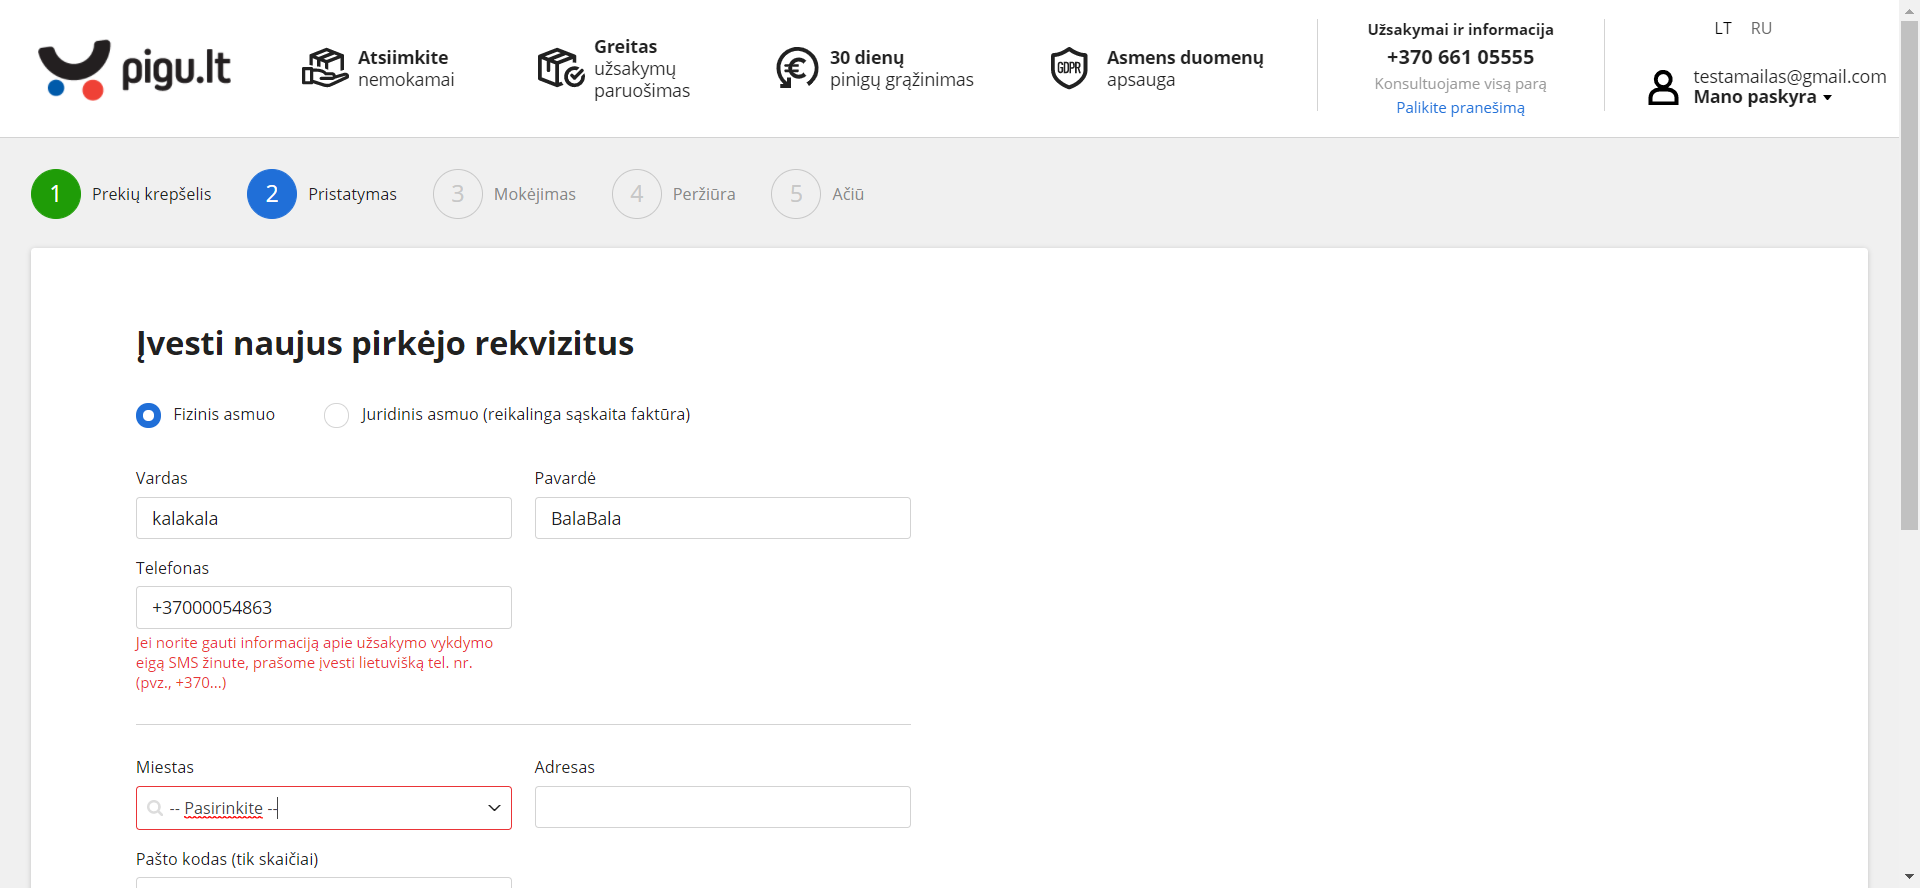 pigu.lt
Atsiimkite
nemokamai
Greitas
užsakymų
paruošimas
30 dienų
pinigų grąžinimas
GDPR
Asmens duomenų
apsauga
Užsakymai ir informacija
+370 661 05555
Konsultuojame visą parą
Palikite pranešimą
LT RU
testamailas@gmail.com
Mano paskyra
1 Prekių krepšelis 2 Pristatymas 3 Mokėjimas 4 Peržiūra 5 Ačiū
Įvesti naujus pirkėjo rekvizitus
Fizinis asmuo Juridinis asmuo (reikalinga sąskaita faktūra)
Vardas Pavardė
kalakala BalaBala
Telefonas
+37000054863
Jei norite gauti informaciją apie užsakymo vykdymo
eigą SMS žinute, prašome įvesti lietuvišką tel. nr.
(pvz., +370...)
Miestas Adresas
-- Pasirinkite --
Pašto kodas (tik skaičiai)